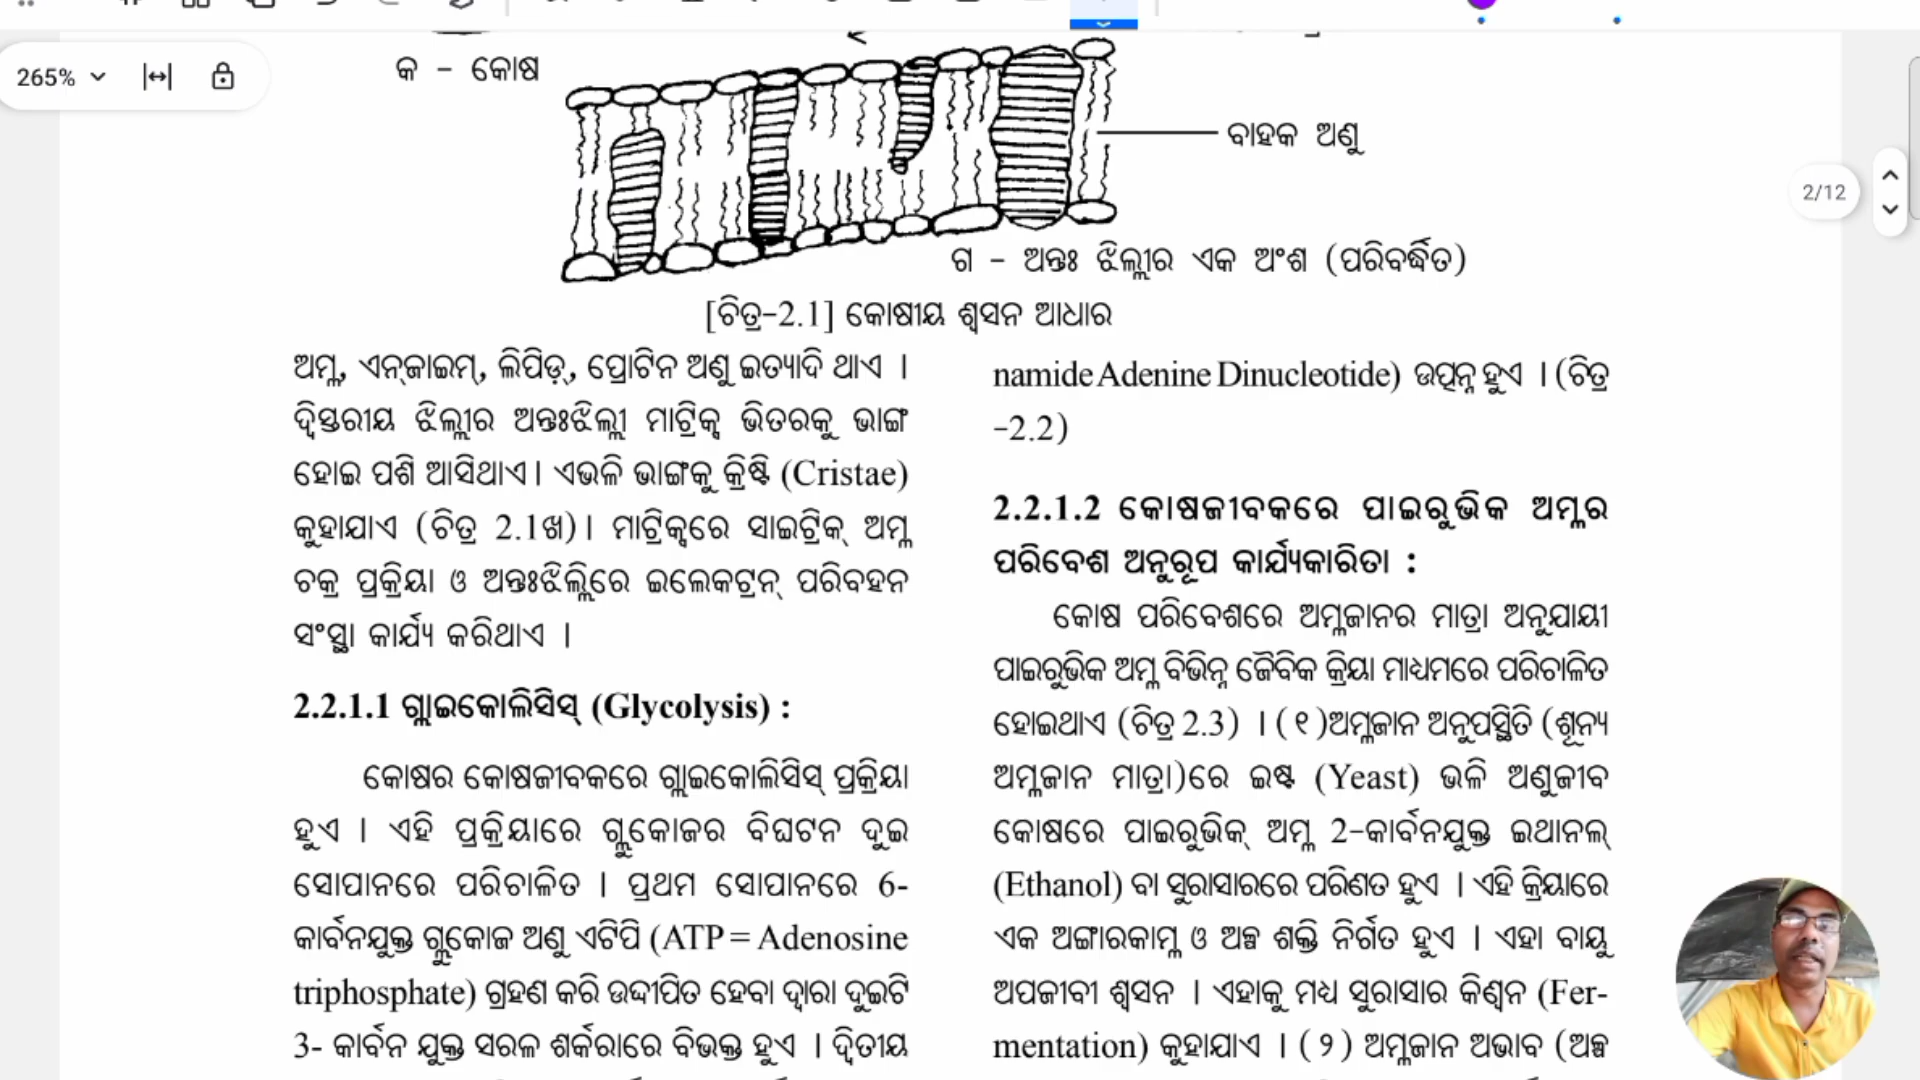 265%
2/12
କ - କୋଷ
ବାହକ ଅଣୁ
ଗ - ଅନ୍ତଃ ଝିଲ୍ଲୀର ଏକ ଅଂଶ (ପରିବର୍ଦ୍ଧିତ)
[ଚିତ୍ର-2.1] କୋଷୀୟ ଶ୍ୱସନ ଆଧାର
ଅମ୍ଳ, ଏନ୍‌ଜାଇମ୍, ଲିପିଡ଼୍, ପ୍ରୋଟିନ ଅଣୁ ଇତ୍ୟାଦି ଥାଏ ।
ଦ୍ୱିସ୍ତରୀୟ ଝିଲ୍ଲୀର ଅନ୍ତଃଝିଲ୍ଲୀ ମାଟ୍ରିକ୍ସ ଭିତରକୁ ଭାଙ୍ଗ
ହୋଇ ପଶି ଆସିଥାଏ। ଏଭଳି ଭାଙ୍ଗକୁ କ୍ରିଷ୍ଟି (Cristae)
କୁହାଯାଏ (ଚିତ୍ର 2.1ଖ)। ମାଟ୍ରିକ୍ସରେ ସାଇଟ୍ରିକ୍ ଅମ୍ଳ
ଚକ୍ର ପ୍ରକ୍ରିୟା ଓ ଅନ୍ତଃଝିଲ୍ଲିରେ ଇଲେକଟ୍ରନ୍ ପରିବହନ
ସଂସ୍ଥା କାର୍ଯ୍ୟ କରିଥାଏ ।
2.2.1.1 ଗ୍ଲାଇକୋଲିସିସ୍ (Glycolysis) :
କୋଷର କୋଷଜୀବକରେ ଗ୍ଲାଇକୋଲିସିସ୍ ପ୍ରକ୍ରିୟା
ହୁଏ । ଏହି ପ୍ରକ୍ରିୟାରେ ଗ୍ଲୁକୋଜର ବିଘଟନ ଦୁଇ
ସୋପାନରେ ପରିଚାଳିତ । ପ୍ରଥମ ସୋପାନରେ 6-
କାର୍ବନଯୁକ୍ତ ଗ୍ଲୁକୋଜ ଅଣୁ ଏଟିପି (ATP = Adenosine
triphosphate) ଗ୍ରହଣ କରି ଉଦ୍ଦୀପିତ ହେବା ଦ୍ୱାରା ଦୁଇଟି
3- କାର୍ବନ ଯୁକ୍ତ ସରଳ ଶର୍କରାରେ ବିଭକ୍ତ ହୁଏ । ଦ୍ୱିତୀୟ
namide Adenine Dinucleotide) ଉତ୍ପନ୍ନ ହୁଏ । (ଚିତ୍ର
-2.2)
2.2.1.2 କୋଷଜୀବକରେ ପାଇରୁଭିକ ଅମ୍ଳର
ପରିବେଶ ଅନୁରୂପ କାର୍ଯ୍ୟକାରିତା :
କୋଷ ପରିବେଶରେ ଅମ୍ଳଜାନର ମାତ୍ରା ଅନୁଯାୟୀ
ପାଇରୁଭିକ ଅମ୍ଳ ବିଭିନ୍ନ ଜୈବିକ କ୍ରିୟା ମାଧ୍ୟମରେ ପରିଚାଳିତ
ହୋଇଥାଏ (ଚିତ୍ର 2.3) । (୧)ଅମ୍ଳଜାନ ଅନୁପସ୍ଥିତି (ଶୂନ୍ୟ
ଅମ୍ଳଜାନ ମାତ୍ରା)ରେ ଇଷ୍ଟ (Yeast) ଭଳି ଅଣୁଜୀବ
କୋଷରେ ପାଇରୁଭିକ୍ ଅମ୍ଳ 2-କାର୍ବନଯୁକ୍ତ ଇଥାନଲ୍
(Ethanol) ବା ସୁରାସାରରେ ପରିଣତ ହୁଏ । ଏହି କ୍ରିୟାରେ
ଏକ ଅଙ୍ଗାରକାମ୍ଳ ଓ ଅଳ୍ପ ଶକ୍ତି ନିର୍ଗତ ହୁଏ । ଏହା ବାୟୁ
ଅପଜୀବୀ ଶ୍ୱସନ । ଏହାକୁ ମଧ୍ୟ ସୁରାସାର କିଣ୍ୱନ (Fer-
mentation) କୁହାଯାଏ । (୨) ଅମ୍ଳଜାନ ଅଭାବ (ଅଳ୍ପ